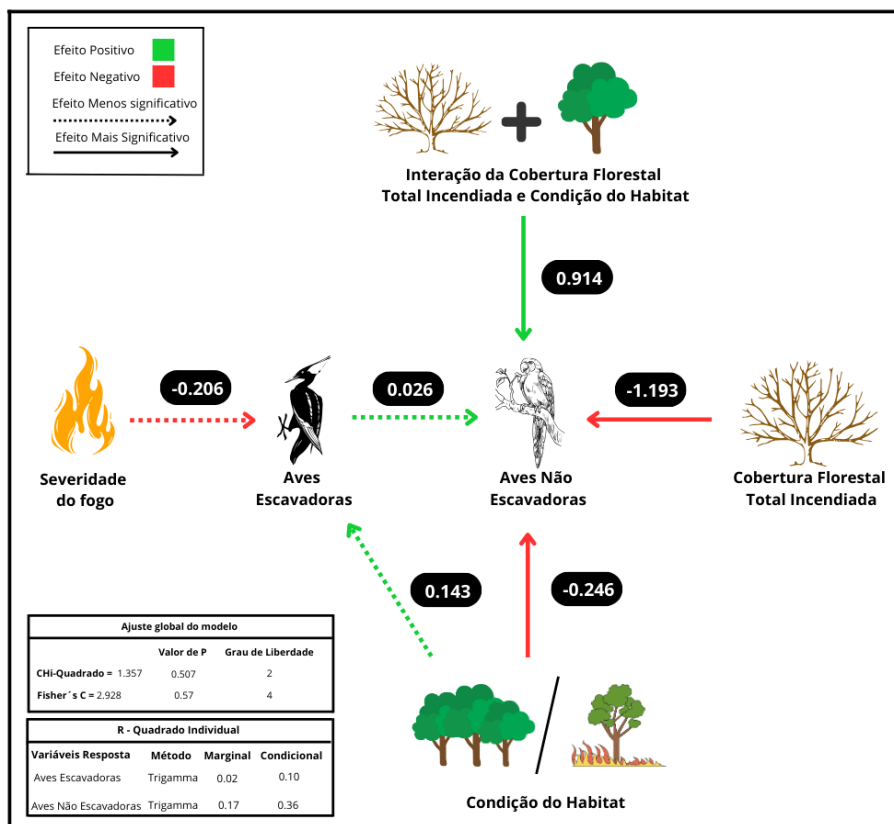 Efeito Positivo
Efeito Negativo
Efeito Menos significativo
Efeito Mais Significativo
Interação da Cobertura Florestal
Total Incendiada e Condição do Habitat
0.914
-0.206
0.026
-1.193
Severidade
do fogo
Aves
Escavadoras
Aves Não
Escavadoras
Cobertura Florestal
Total Incendiada
0.143
-0.246
Ajuste global do modelo
Valor de P Grau de Liberdade
CHi-Quadrado = 1.357 0.507 2
Fisher´s C = 2.928 0.57 4
R - Quadrado Individual
Variáveis Resposta Método Marginal Condicional
Aves Escavadoras Trigamma 0.02 0.10
Aves Não Escavadoras Trigamma 0.17 0.36
Condição do Habitat